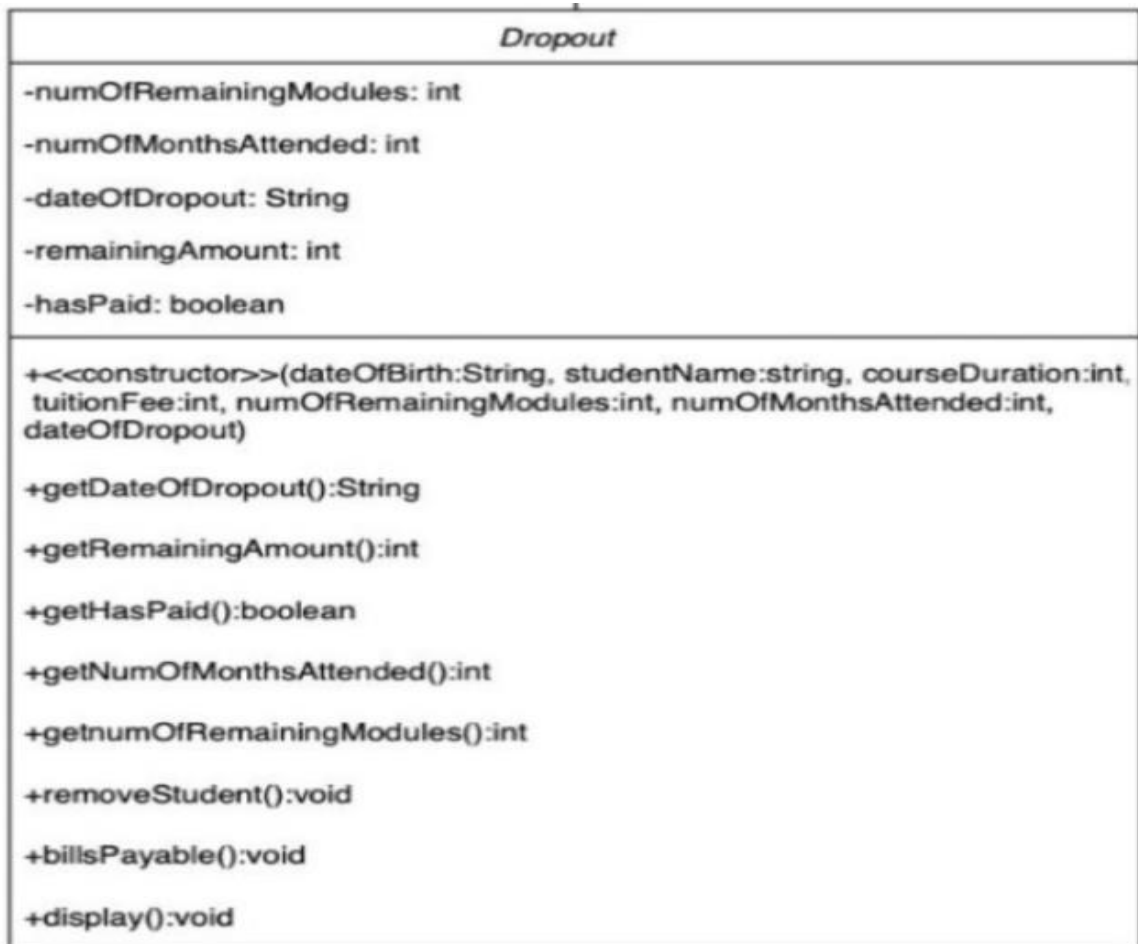 Dropout
-numOfRemainingModules: int
-numOfMonthsAttended: int
-dateOfDropout: String
-remainingAmount: int
-hasPaid: boolean
+<<constructor>>(dateOfBirth:String, studentName:string, courseDuration:int,
tuitionFee:int, numOfRemainingModules:int, numOfMonthsAttended:int,
dateOfDropout)
+getDateOfDropout():String
+getRemainingAmount():int
+getHasPaid():boolean
+getNumOfMonthsAttended():int
+getnumOfRemainingModules():int
+removeStudent():void
+billsPayable():void
+display():void